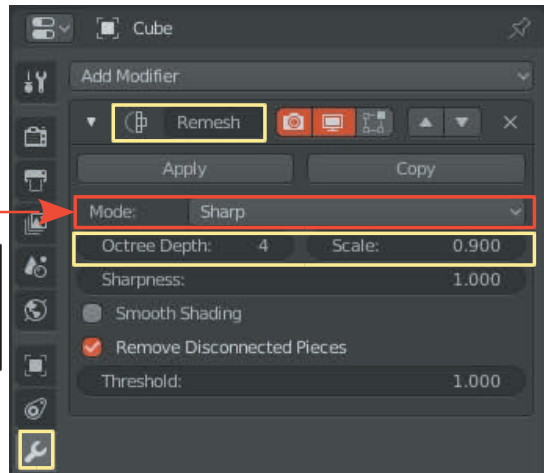 Cube
Add Modifier
Remesh
Apply Copy
Mode: Sharp
Octree Depth: 4 Scale: 0.900
Sharpness: 1.000
Smooth Shading
Remove Disconnected Pieces
Threshold: 1.000